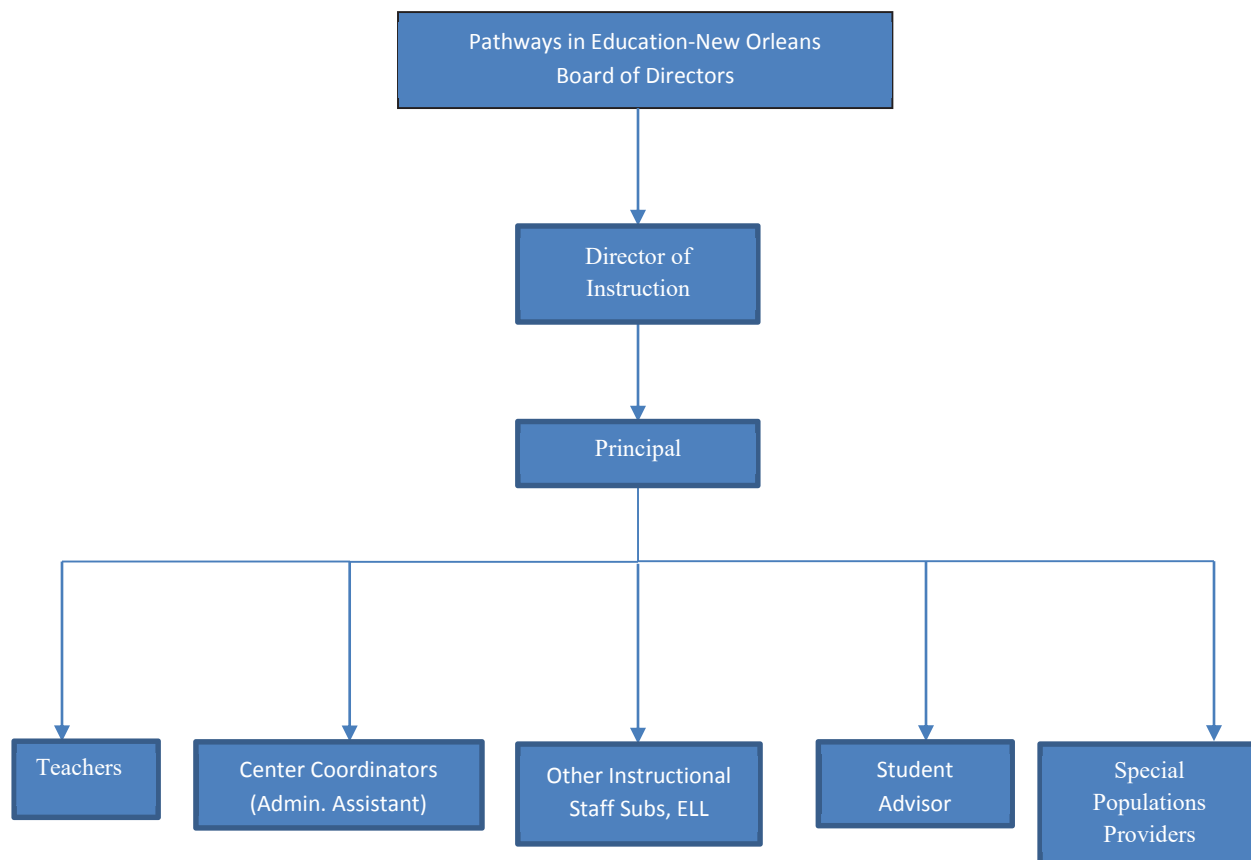 Pathways in Education-New Orleans
Board of Directors
Director of
Instruction
Principal
Teachers
Center Coordinators
(Admin. Assistant)
Other Instructional
Staff Subs, ELL
Student
Advisor
Special
Populations
Providers